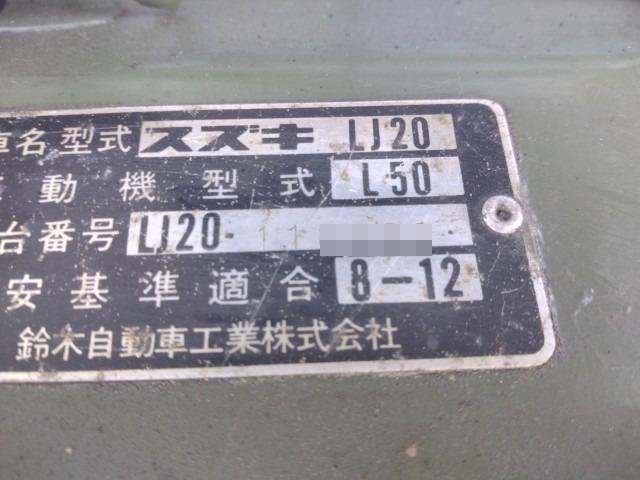 車名型式 スズキ LJ20
動機型式 L50
台番号 LJ20-11
安基準適合 8-12
鈴木自動車工業株式会社